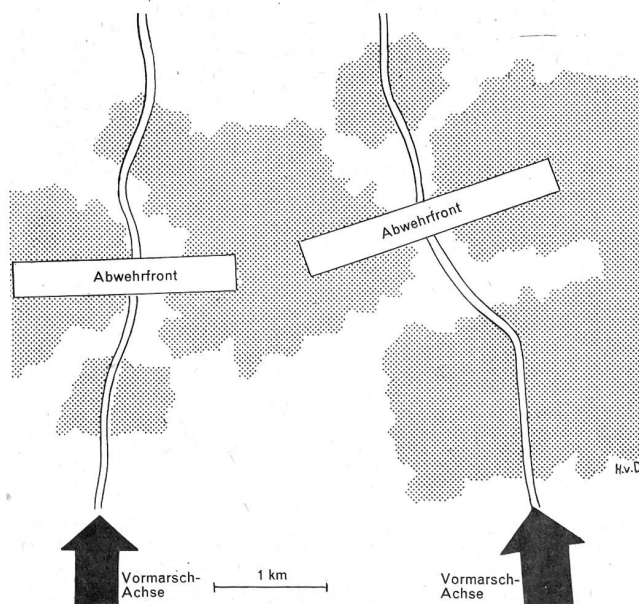 Abwehrfront
Abwehrfront
H.v.D
Vormarsch-
Achse
1 km
Vormarsch-
Achse